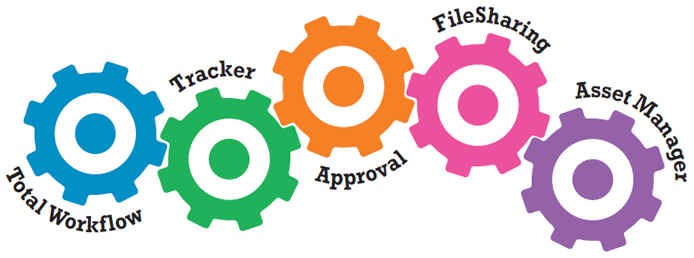 Total Workflow
Tracker
Approval
FileSharing
Asset Manager